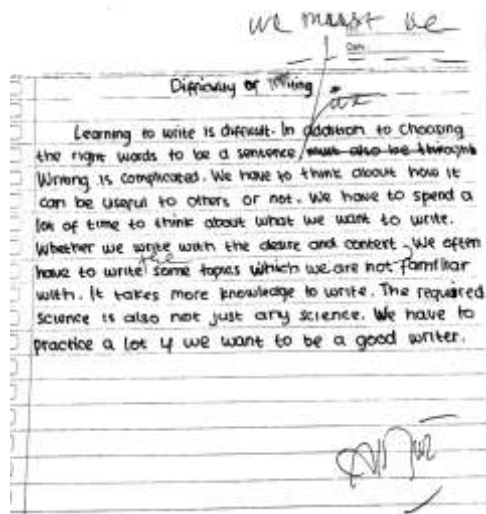 we must be
Date
Difficulty of Writing
in
Learning to write is difficult. In addition to choosing
the right words to be a sentence, must also be through
Writing is complicated. We have to think about how it
can be useful to others or not. We have to spend a
lot of time to think about what we want to write.
Whether we write with the desire and content, We often
have to write some topics which we are not familiar
with. It takes more knowledge to write. The required
science is also not just any science. We have to
practice a lot if we want to be a good writer.